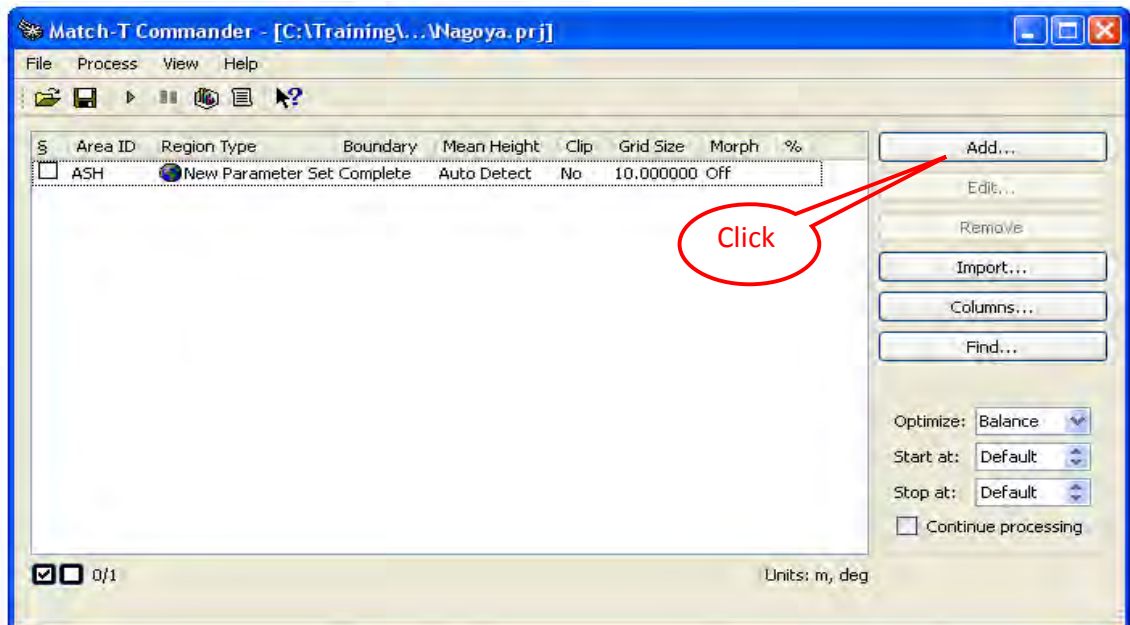 Match-T Commander - [C:\Training\...\Nagoya.prj]
File Process View Help
§ Area ID Region Type Boundary Mean Height Clip Grid Size Morph %
ASH New Parameter Set Complete Auto Detect No 10.000000 Off
Add...
Edit...
Remove
Click
Import...
Columns...
Find...
Optimize: Balance
Start at: Default
Stop at: Default
Continue processing
0/1
Units: m, deg